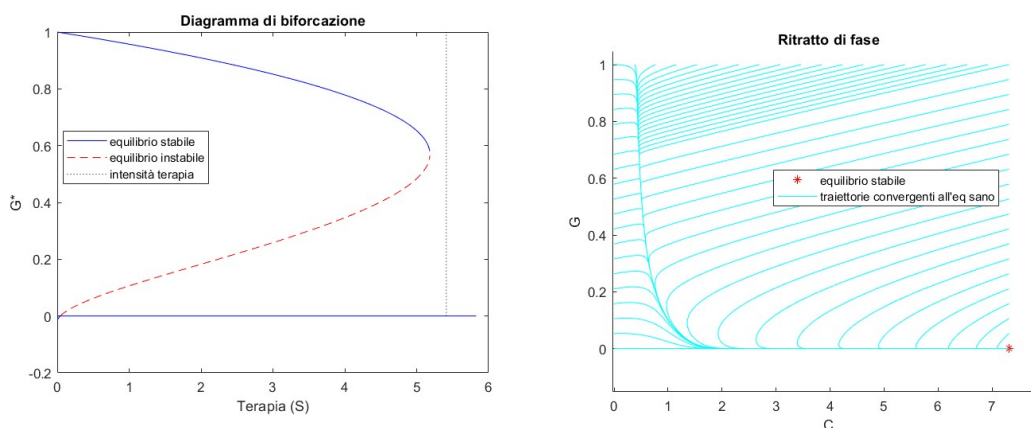 Diagramma di biforcazione
1
0.8
0.6
0.4
0.2
0
-0.2
G*
equilibrio stabile
equilibrio instabile
intensità terapia
0 1 2 3 4 5 6
Terapia (S)
Ritratto di fase
1
0.8
0.6
0.4
0.2
0
G
equilibrio stabile
traiettorie convergenti all'eq sano
0 1 2 3 4 5 6 7
C